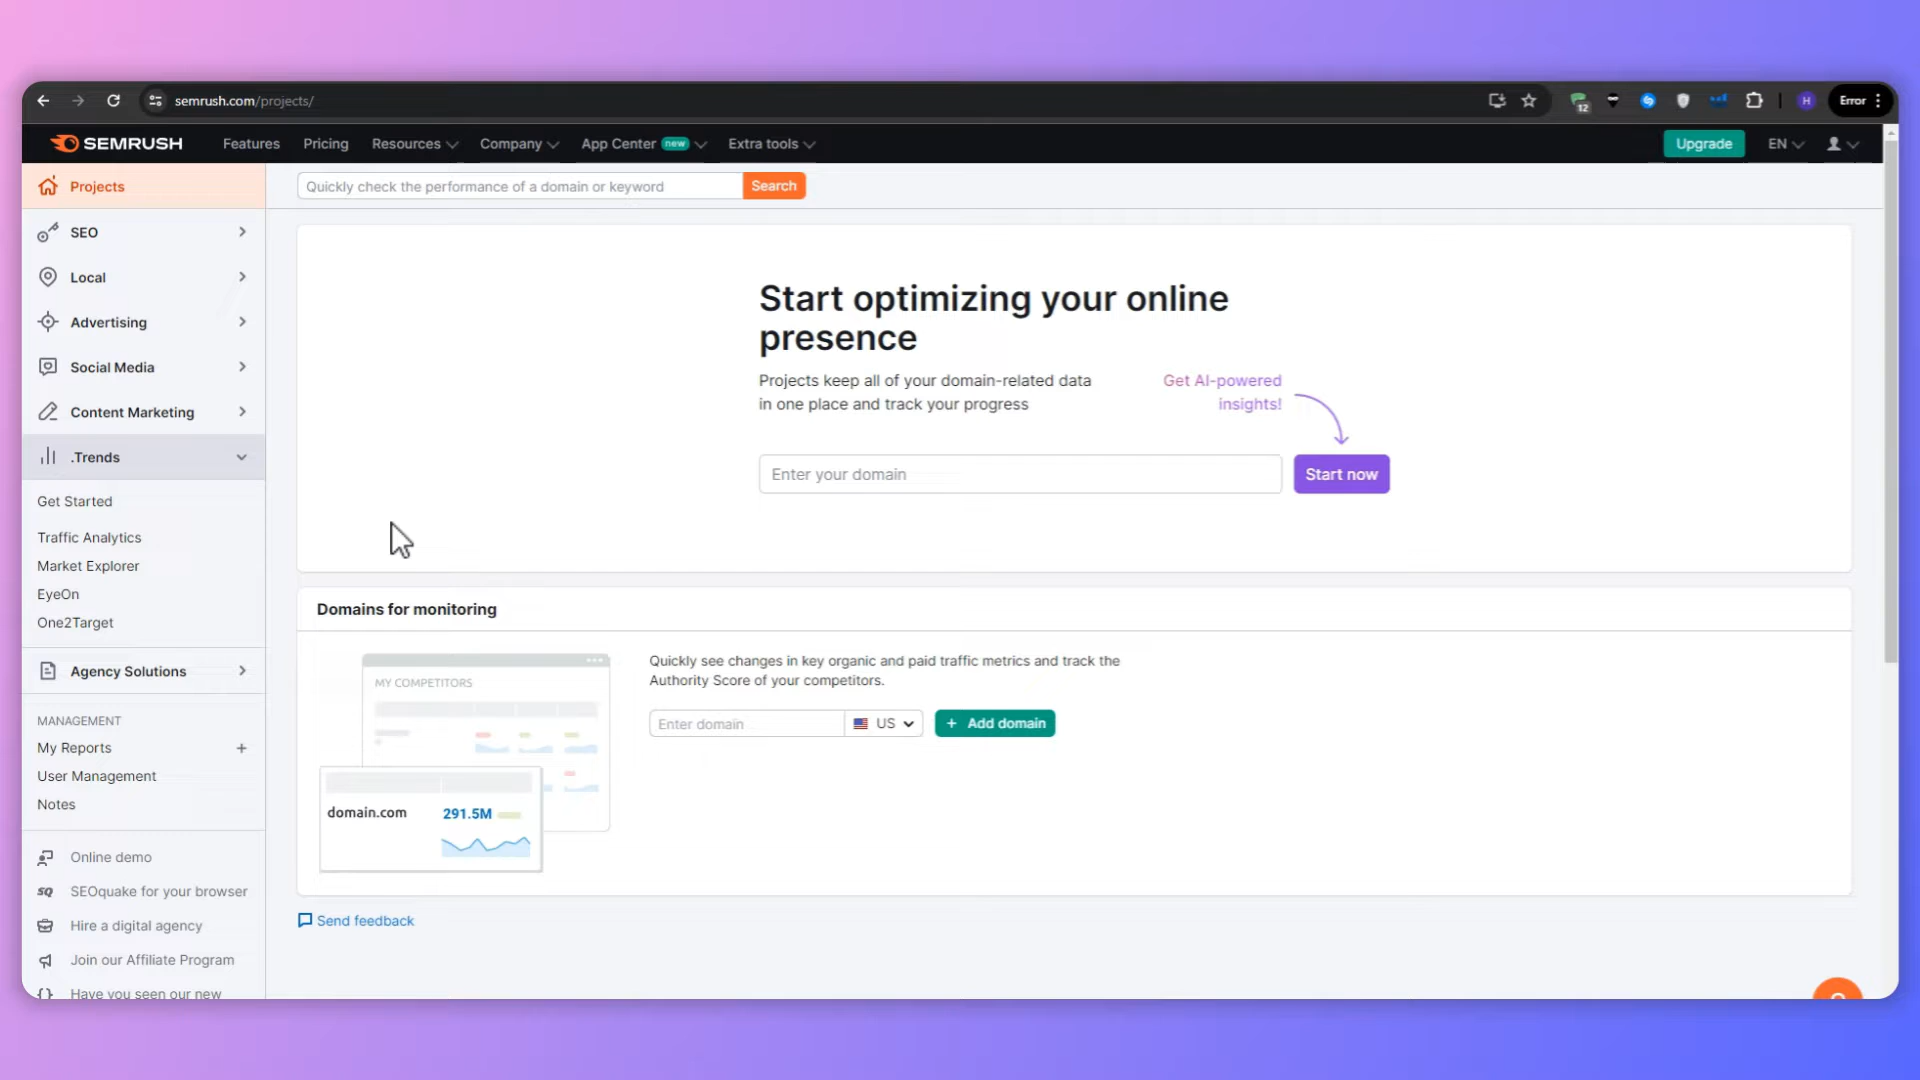 semrush.com/projects/
12
H
Error
SEMRUSH
Features
Pricing
Resources
Company
App Center new
Extra tools
Upgrade
EN
Projects
Quickly check the performance of a domain or keyword
Search
SEO
Local
Advertising
Social Media
Content Marketing
.Trends
Get Started
Traffic Analytics
Market Explorer
EyeOn
One2Target
Agency Solutions
MANAGEMENT
My Reports
User Management
Notes
Online demo
SQ SEOquake for your browser
Hire a digital agency
Join our Affiliate Program
Have you seen our new
Start optimizing your online
presence
Projects keep all of your domain-related data
in one place and track your progress
Get AI-powered
insights!
Enter your domain
Start now
Domains for monitoring
MY COMPETITORS
domain.com
291.5M
Quickly see changes in key organic and paid traffic metrics and track the
Authority Score of your competitors.
Enter domain
US
+ Add domain
Send feedback